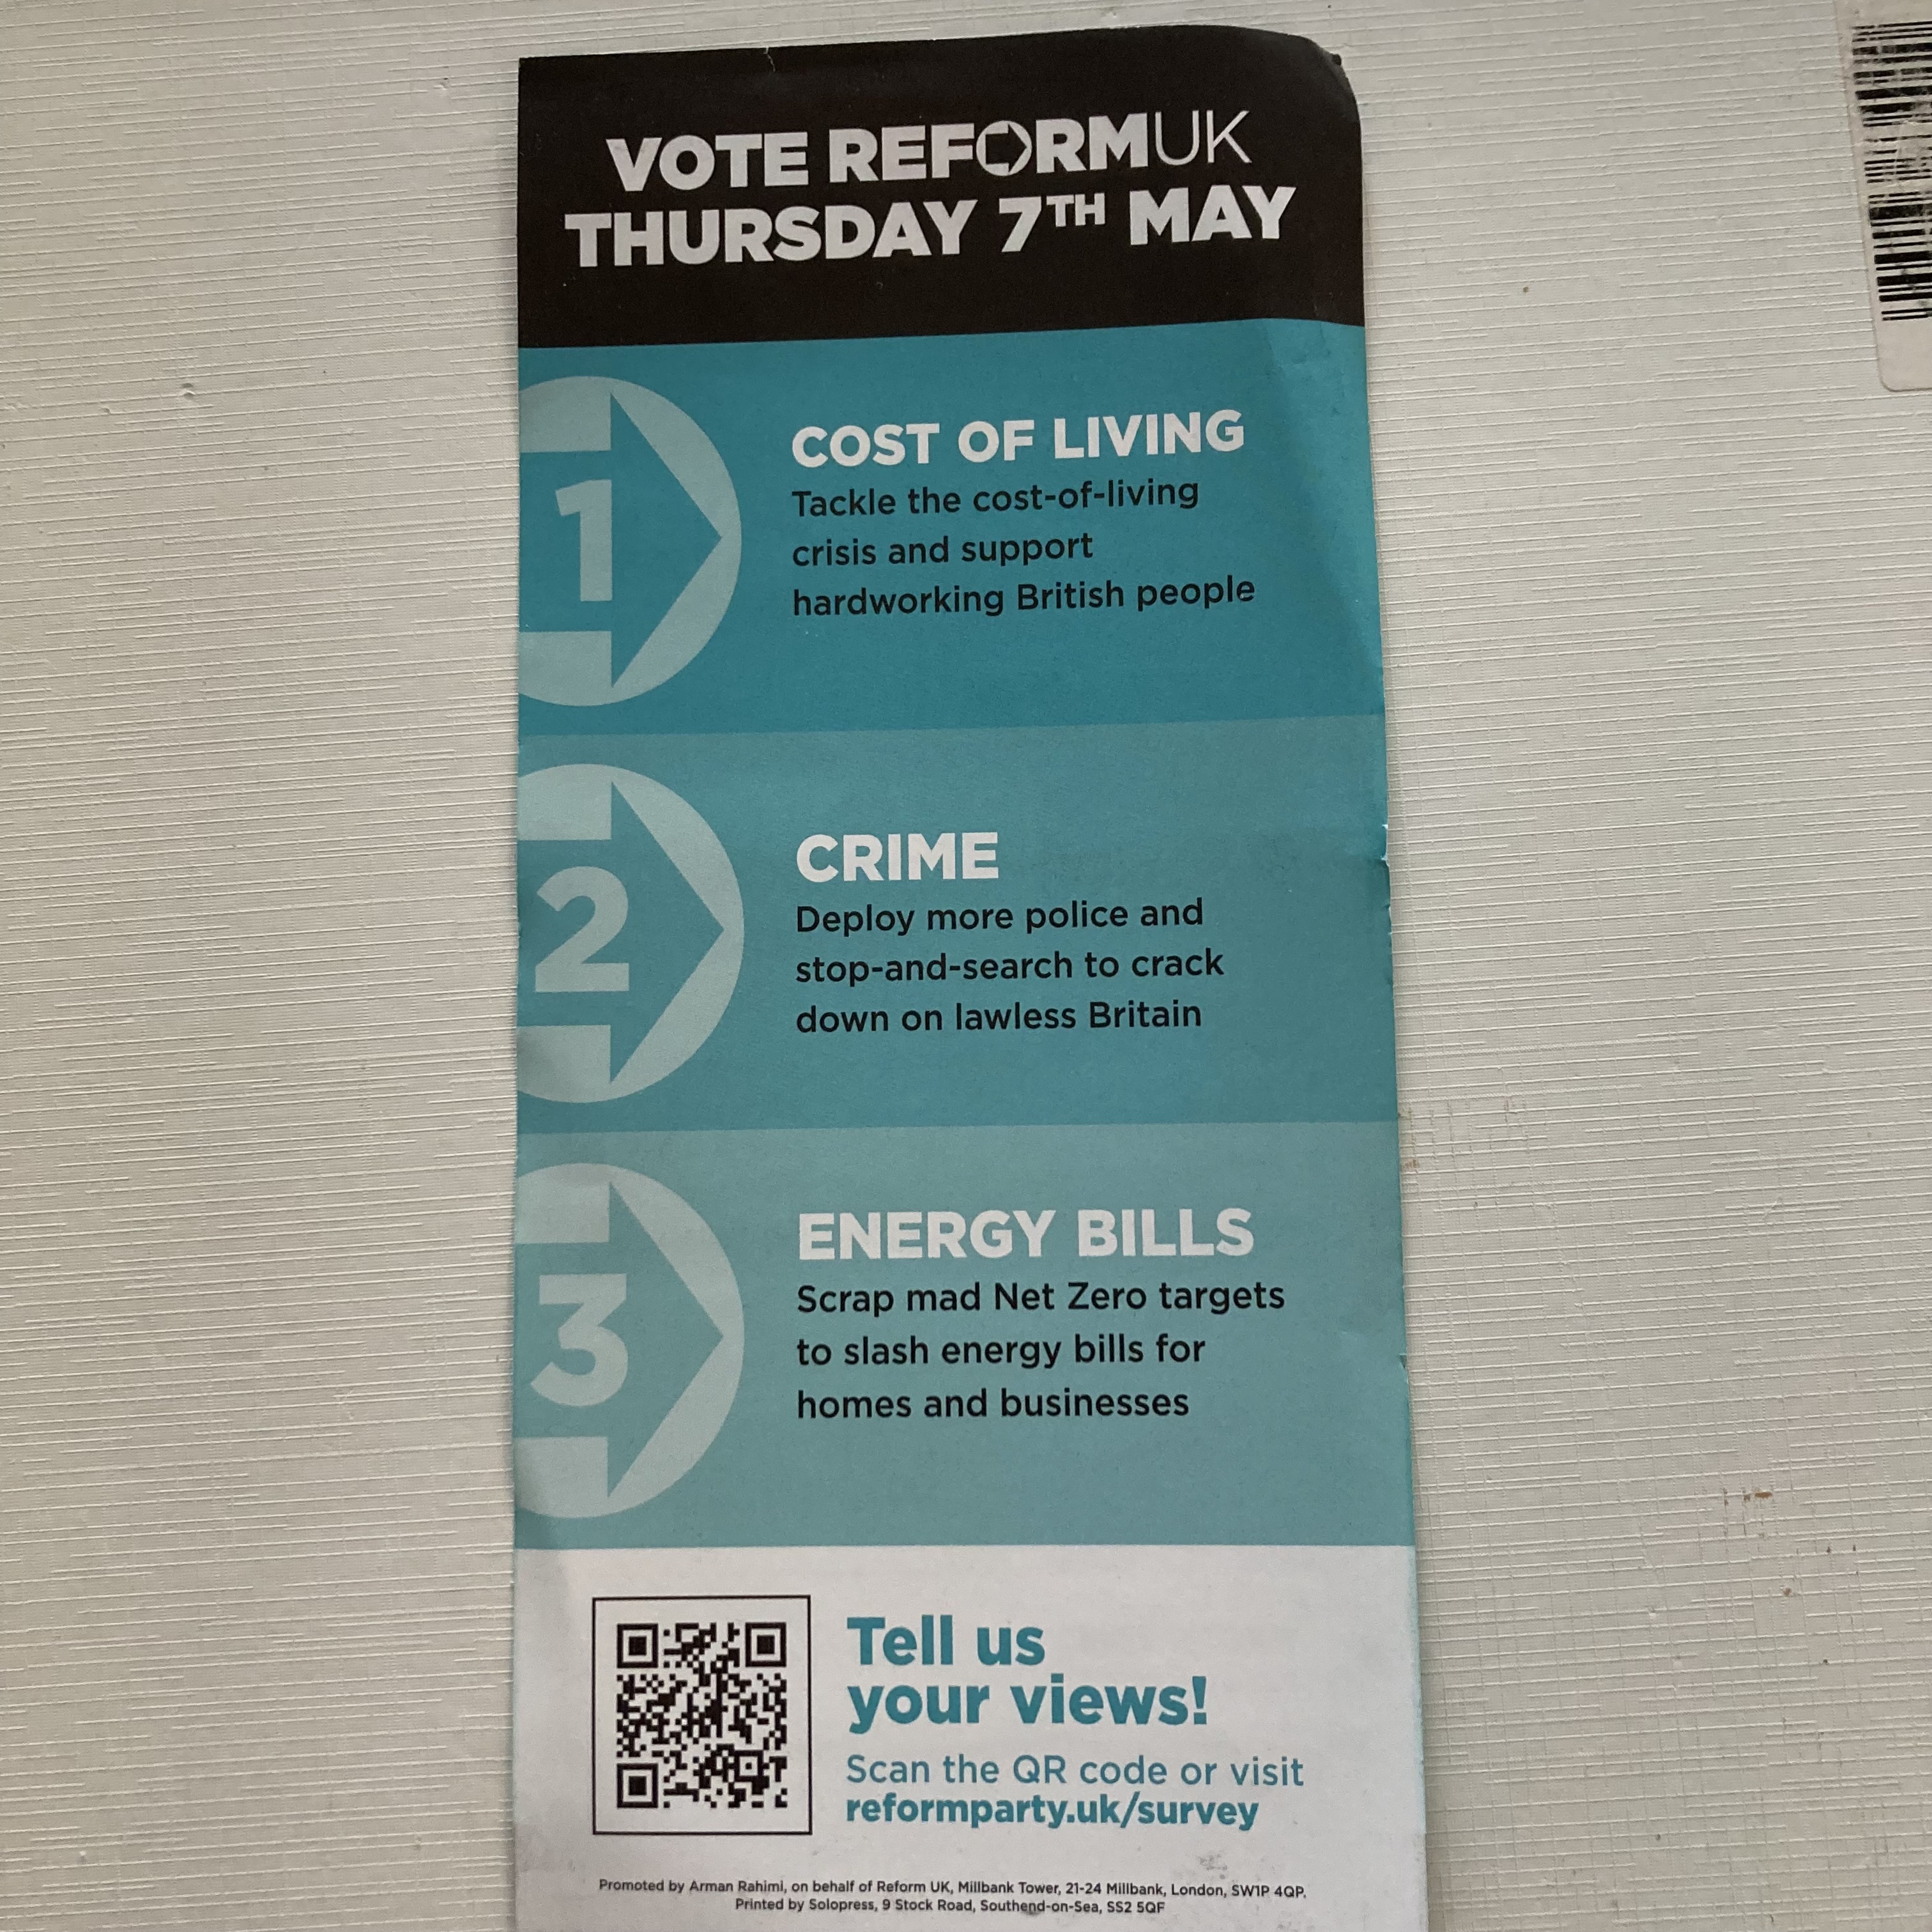 VOTE REFORMUK
THURSDAY 7TH MAY
1
COST OF LIVING
Tackle the cost-of-living
crisis and support
hardworking British people
2
CRIME
Deploy more police and
stop-and-search to crack
down on lawless Britain
3
ENERGY BILLS
Scrap mad Net Zero targets
to slash energy bills for
homes and businesses
Tell us
your views!
Scan the QR code or visit
reformparty.uk/survey
Promoted by Arman Rahimi, on behalf of Reform UK, Millbank Tower, 21-24 Millbank, London, SW1P 4QP.
Printed by Solopress, 9 Stock Road, Southend-on-Sea, SS2 5QF